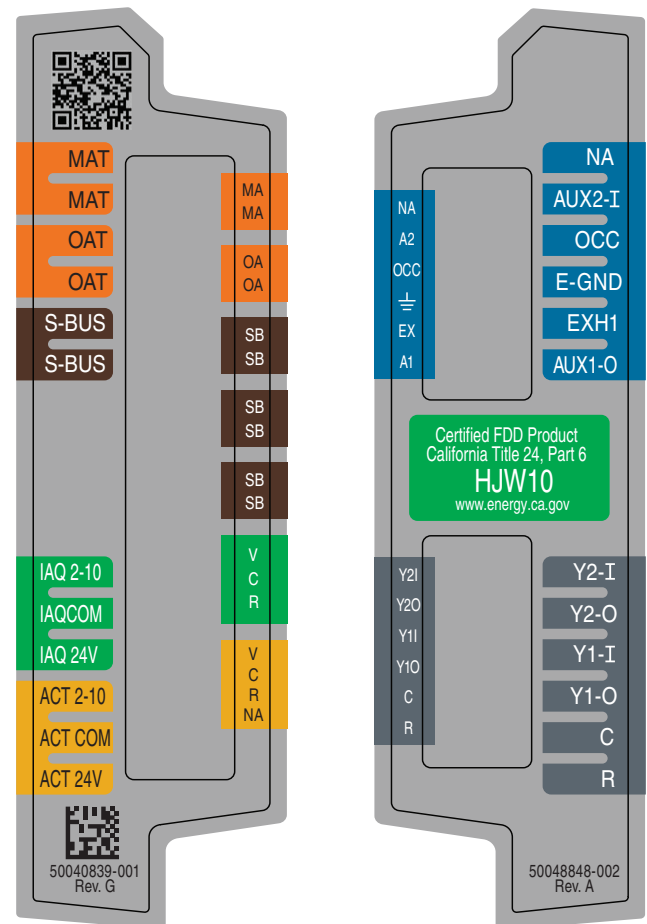 MAT
MAT
OAT
OAT
S-BUS
S-BUS
IAQ 2-10
IAQCOM
IAQ 24V
ACT 2-10
ACT COM
ACT 24V
MA
MA
OA
OA
SB
SB
SB
SB
SB
SB
V
C
R
V
C
R
NA
50040839-001
Rev. G
NA
A2
OCC
EX
A1
NA
AUX2-I
OCC
E-GND
EXH1
AUX1-O
Certified FDD Product
California Title 24, Part 6
HJW10
www.energy.ca.gov
Y2I
Y2O
Y1I
Y1O
C
R
Y2-I
Y2-O
Y1-I
Y1-O
C
R
50048848-002
Rev. A